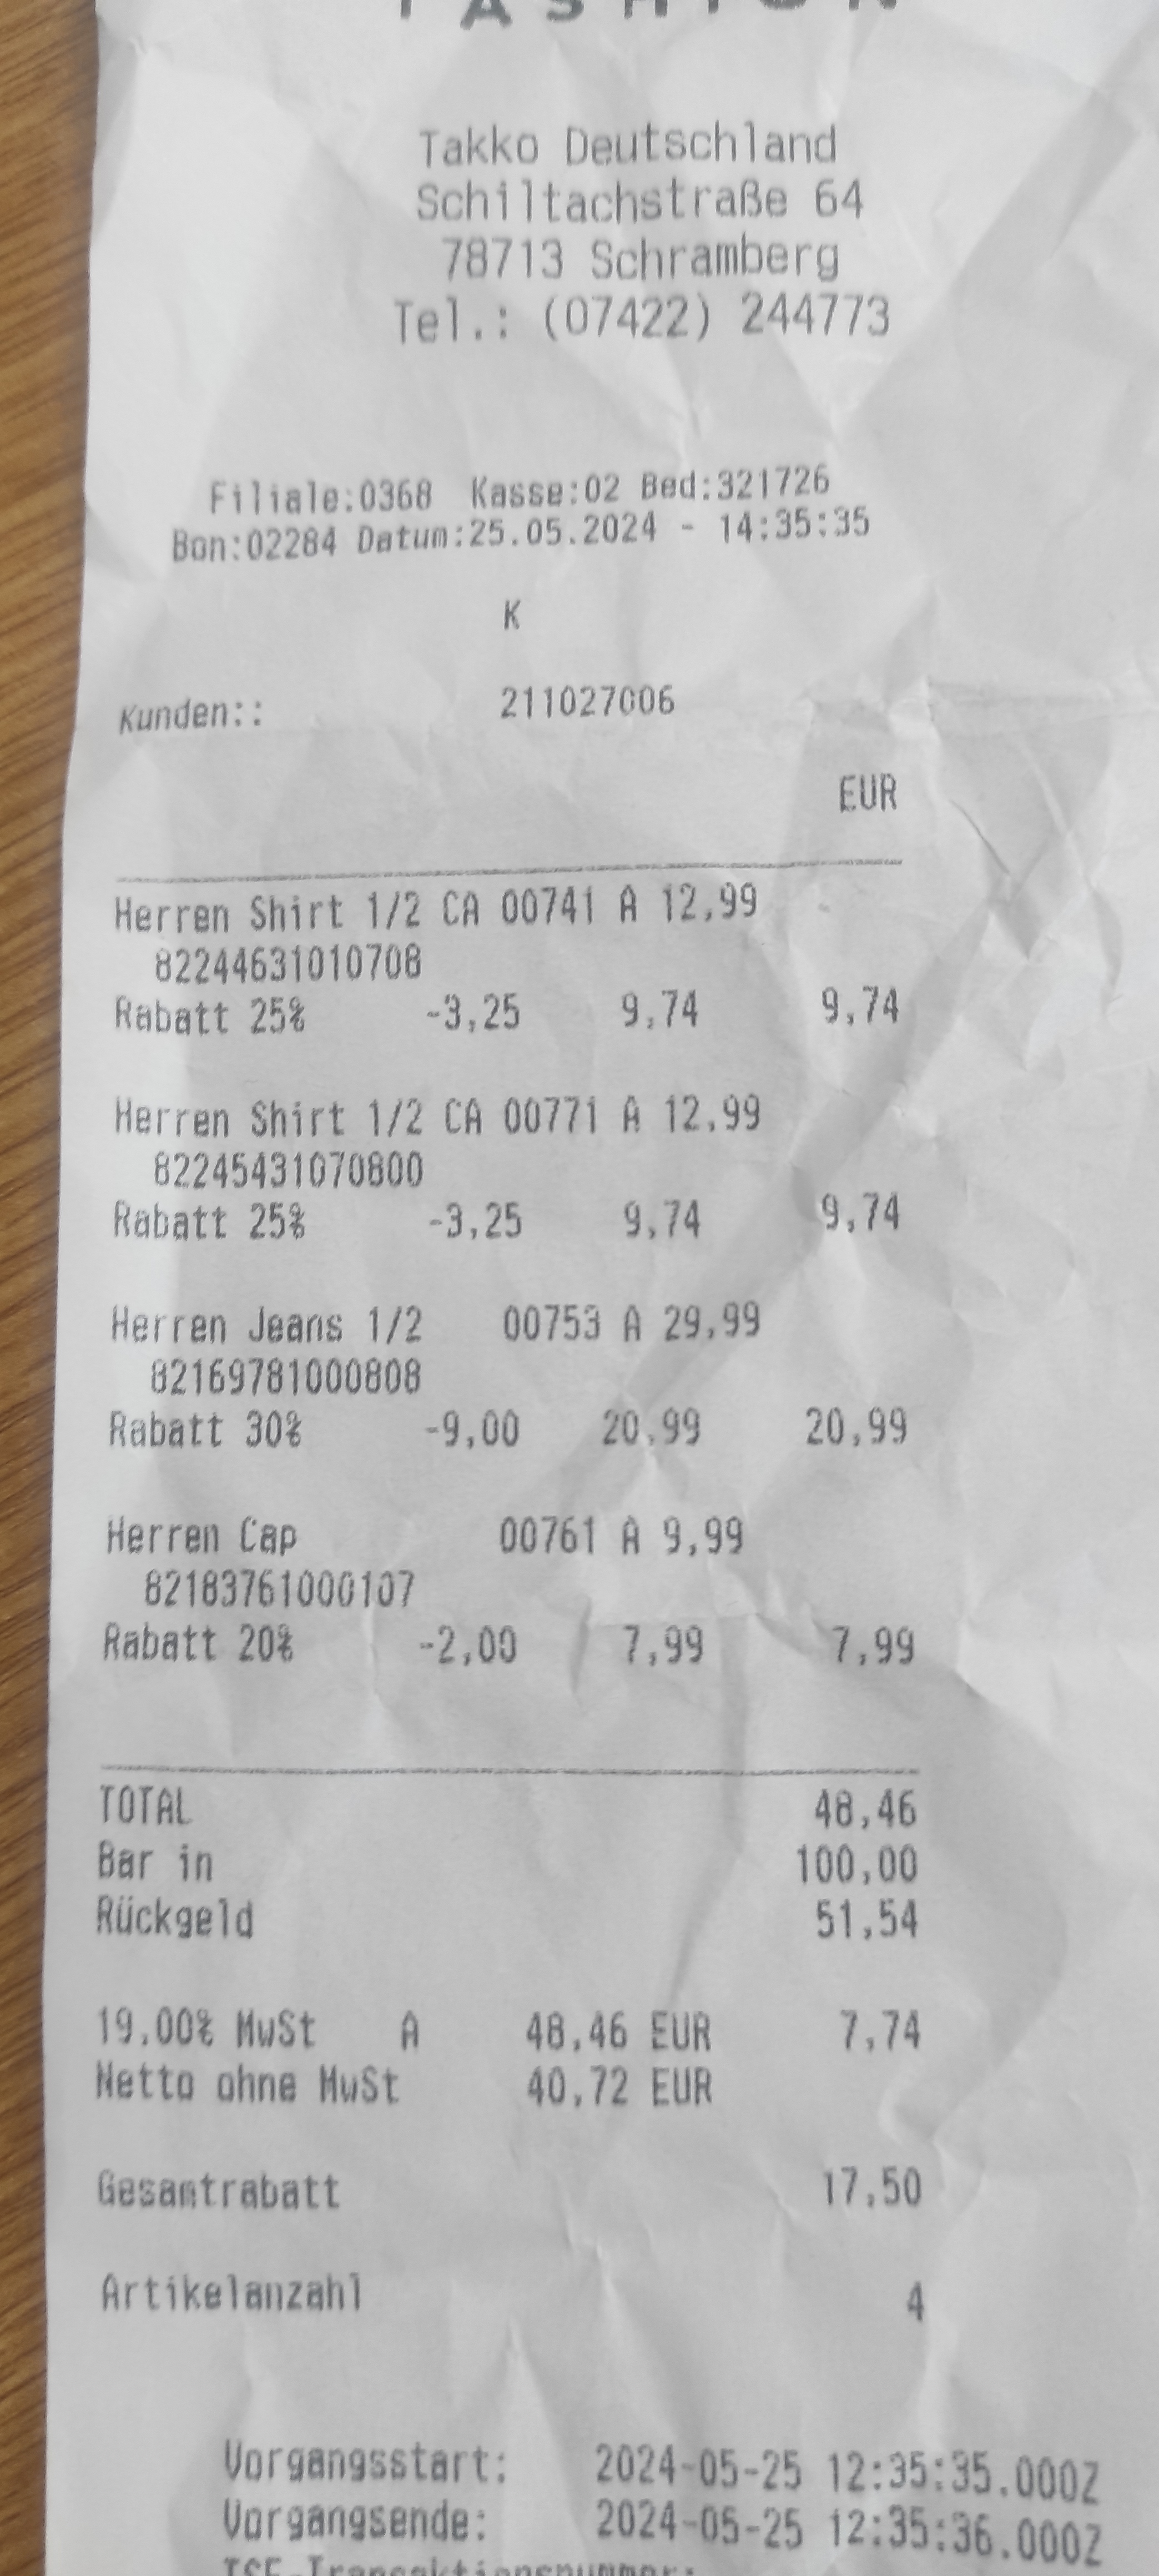 FASHION
Takko Deutschland
Schiltachstraße 64
78713 Schramberg
Tel.: (07422) 244773
Filiale:0368 Kasse:02 Bed:321726
Bon:02284 Datum:25.05.2024 - 14:35:35
K
Kunden:: 211027006
EUR
Herren Shirt 1/2 CA 00741 A 12,99
82244631010708
Rabatt 25% -3,25 9,74 9,74
Herren Shirt 1/2 CA 00771 A 12,99
82245431070800
Rabatt 25% -3,25 9,74 9,74
Herren Jeans 1/2 00753 A 29,99
82169781000808
Rabatt 30% -9,00 20,99 20,99
Herren Cap 00761 A 9,99
82183761000107
Rabatt 20% -2,00 7,99 7,99
TOTAL 48,46
Bar in 100,00
Rückgeld 51,54
19.00% MwSt A 48,46 EUR 7,74
Netto ohne MwSt 40,72 EUR
Gesamtrabatt 17,50
Artikelanzahl 4
Vorgangsstart: 2024-05-25 12:35:35.000Z
Vorgangsende: 2024-05-25 12:35:36.000Z
TSE-Transaktionsnummer: